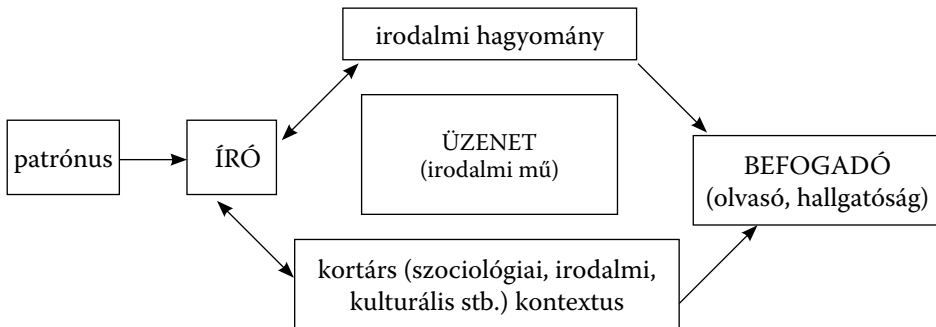 irodalmi hagyomány
patrónus
ÍRÓ
ÜZENET
(irodalmi mű)
BEFOGADÓ
(olvasó, hallgatóság)
kortárs (szociológiai, irodalmi,
kulturális stb.) kontextus